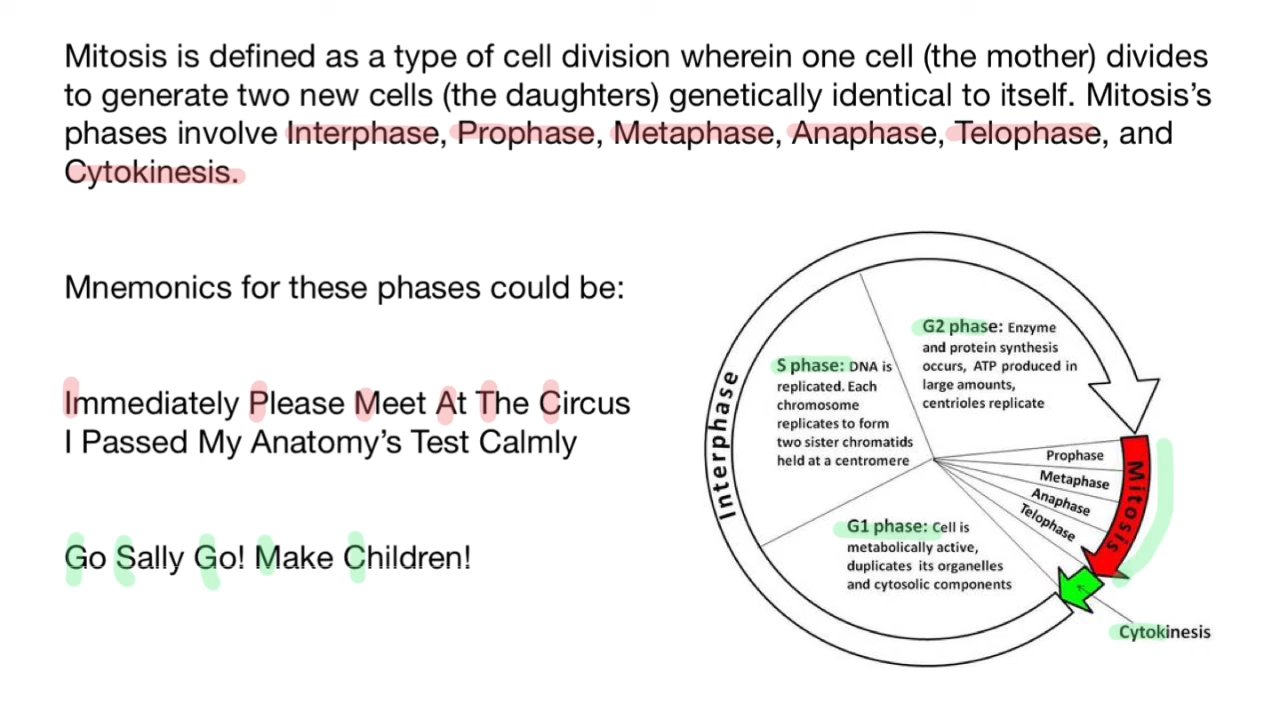 Mitosis is defined as a type of cell division wherein one cell (the mother) divides
to generate two new cells (the daughters) genetically identical to itself. Mitosis’s
phases involve Interphase, Prophase, Metaphase, Anaphase, Telophase, and
Cytokinesis.
Mnemonics for these phases could be:
Immediately Please Meet At The Circus
I Passed My Anatomy’s Test Calmly
Go Sally Go! Make Children!
Interphase
G2 phase: Enzyme
and protein synthesis
occurs, ATP produced in
large amounts,
centrioles replicate
S phase: DNA is
replicated. Each
chromosome
replicates to form
two sister chromatids
held at a centromere
Prophase
Metaphase
Anaphase
Telophase
Mitosis
G1 phase: Cell is
metabolically active,
duplicates its organelles
and cytosolic components
Cytokinesis